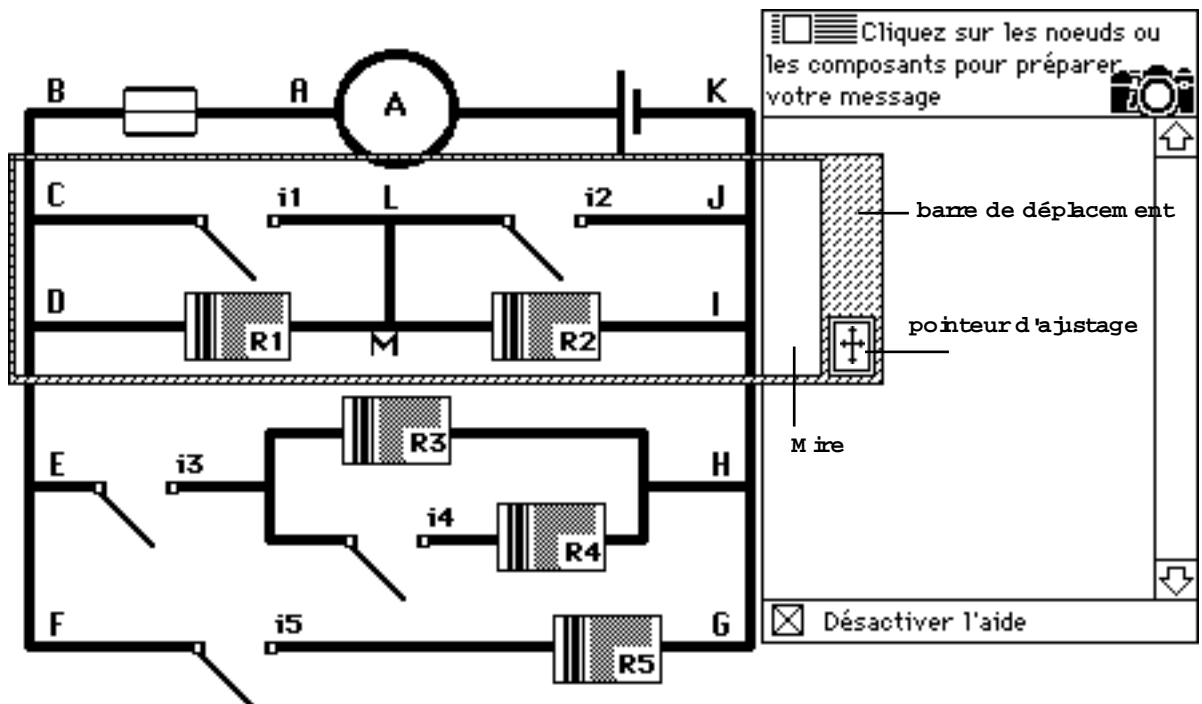 Cliquez sur les noeuds ou
les composants pour préparer
votre message
B A A K
C i1 L i2 J
barre de déplacement
D R1 M R2 I
pointeur d'ajustage
Mire
R3
E i3 H
i4 R4
F i5 R5 G
Désactiver l'aide